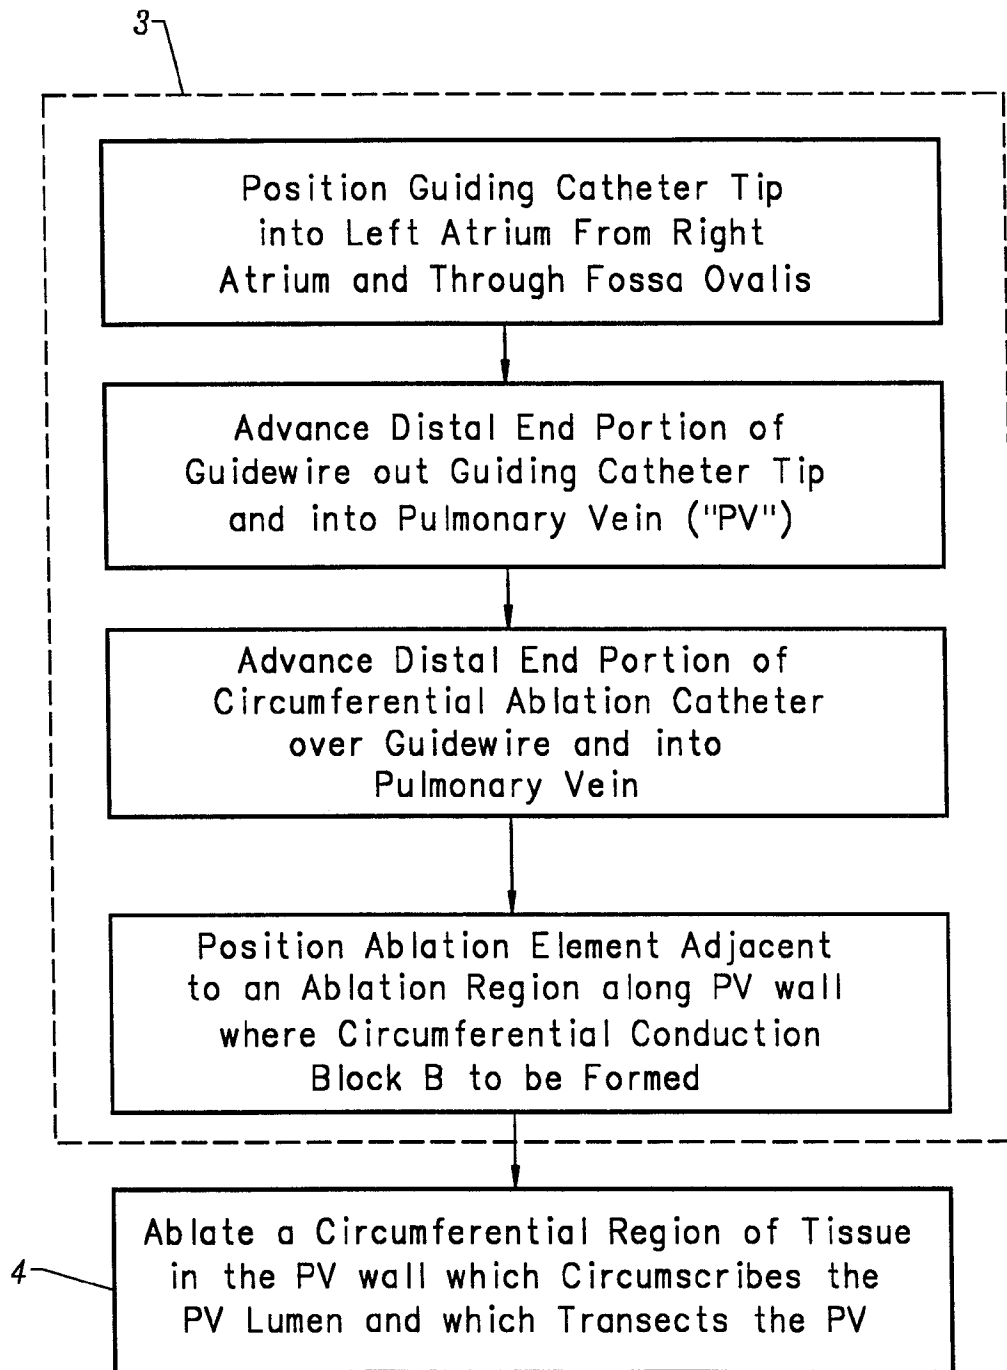 3
Position Guiding Catheter Tip
into Left Atrium From Right
Atrium and Through Fossa Ovalis
Advance Distal End Portion of
Guidewire out Guiding Catheter Tip
and into Pulmonary Vein ("PV")
Advance Distal End Portion of
Circumferential Ablation Catheter
over Guidewire and into
Pulmonary Vein
Position Ablation Element Adjacent
to an Ablation Region along PV wall
where Circumferential Conduction
Block B to be Formed
Ablate a Circumferential Region of Tissue
4
in the PV wall which Circumscribes the
PV Lumen and which Transects the PV